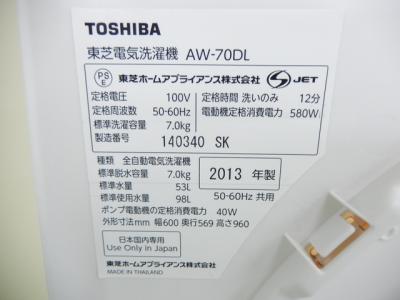 TOSHIBA
東芝電気洗濯機 AW-70DL
PS E 東芝ホームアプライアンス株式会社 S JET
定格電圧 100V 定格時間 洗いのみ 12分
定格周波数 50-60Hz 電動機定格消費電力 580W
標準洗濯容量 7.0kg
製造番号 140340 SK
種類 全自動電気洗濯機
標準脱水容量 7.0kg 2013 年製
標準水量 53L
標準使用水量 98L 50-60Hz 共用
ポンプ電動機の定格消費電力 40W
外形寸法mm 幅600 奥行569 高さ960
日本国内専用
Use Only in Japan
東芝ホームアプライアンス株式会社
MADE IN THAILAND